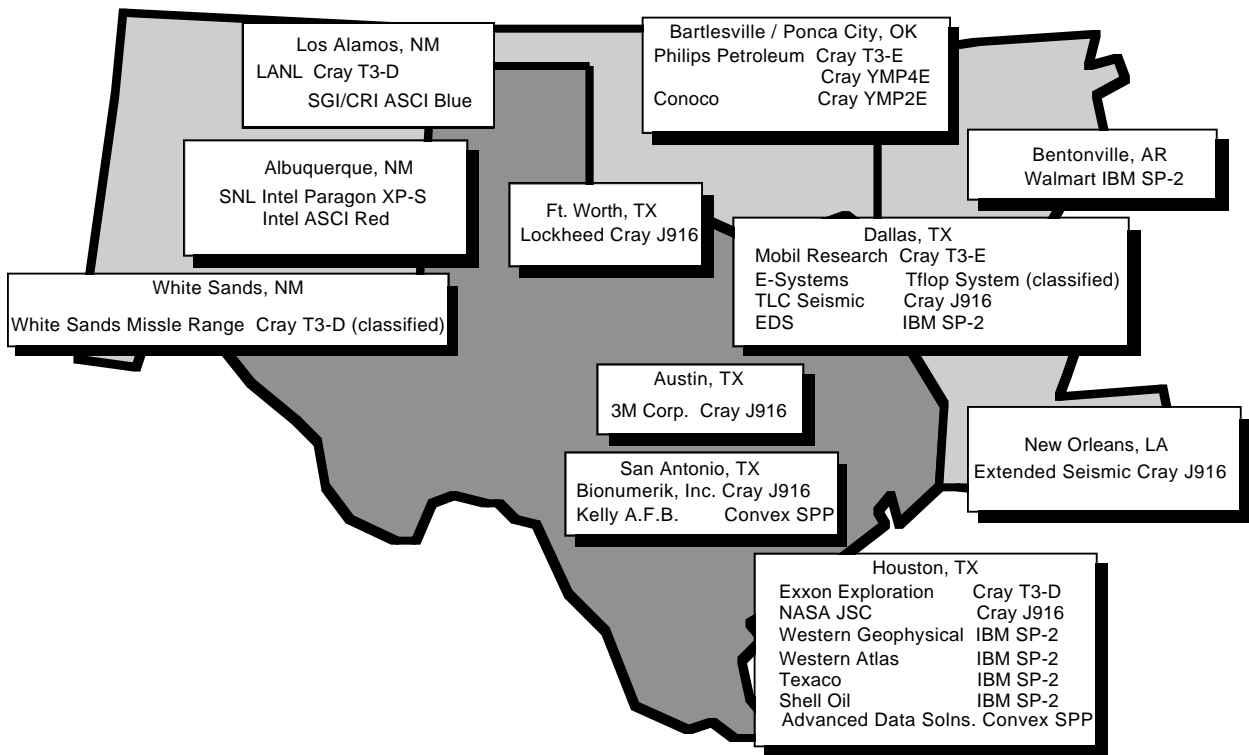 Los Alamos, NM
LANL Cray T3-D
SGI/CRI ASCI Blue
Bartlesville / Ponca City, OK
Philips Petroleum Cray T3-E
Cray YMP4E
Conoco Cray YMP2E
Albuquerque, NM
SNL Intel Paragon XP-S
Intel ASCI Red
Ft. Worth, TX
Lockheed Cray J916
Bentonville, AR
Walmart IBM SP-2
White Sands, NM
White Sands Missle Range Cray T3-D (classified)
Dallas, TX
Mobil Research Cray T3-E
E-Systems Tflop System (classified)
TLC Seismic Cray J916
EDS IBM SP-2
Austin, TX
3M Corp. Cray J916
San Antonio, TX
Bionumerik, Inc. Cray J916
Kelly A.F.B. Convex SPP
New Orleans, LA
Extended Seismic Cray J916
Houston, TX
Exxon Exploration Cray T3-D
NASA JSC Cray J916
Western Geophysical IBM SP-2
Western Atlas IBM SP-2
Texaco IBM SP-2
Shell Oil IBM SP-2
Advanced Data Solns. Convex SPP